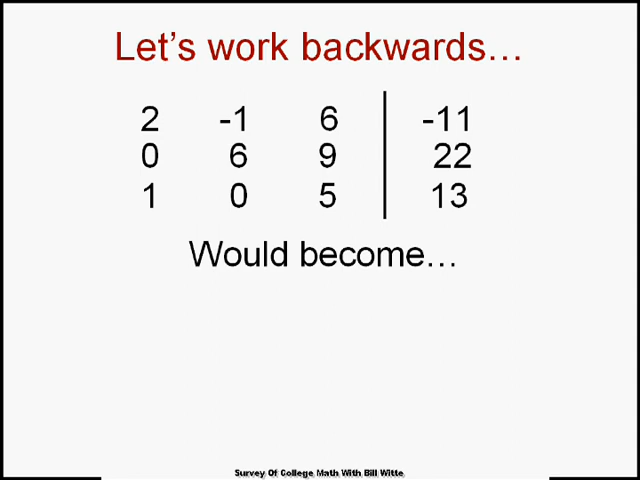 Let's work backwards…
2 -1 6 -11
0 6 9 22
1 0 5 13
Would become…
Survey Of College Math With Bill Witte